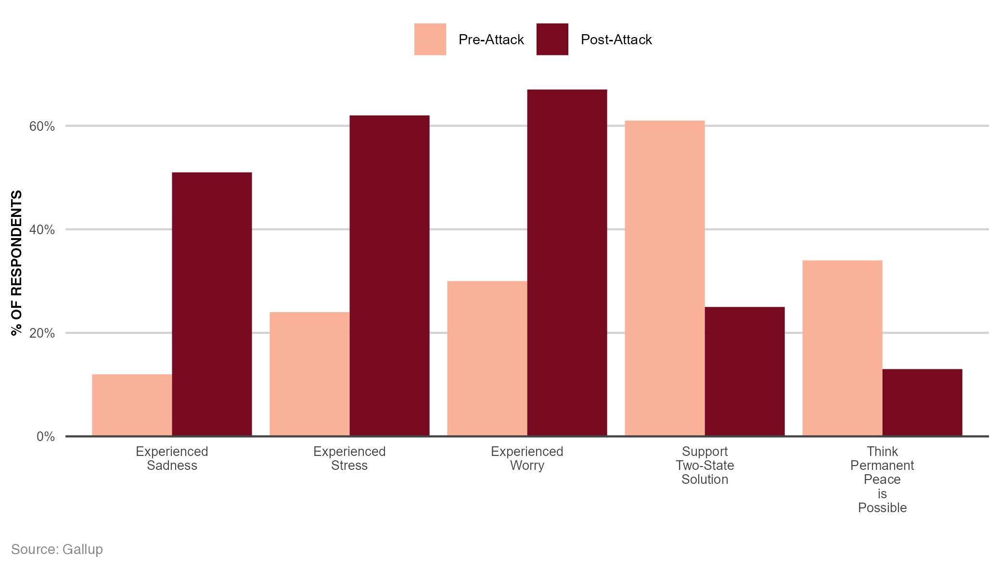 Pre-Attack
Post-Attack
% OF RESPONDENTS
60%
40%
20%
0%
Experienced
Sadness
Experienced
Stress
Experienced
Worry
Support
Two-State
Solution
Think
Permanent
Peace
is
Possible
Source: Gallup